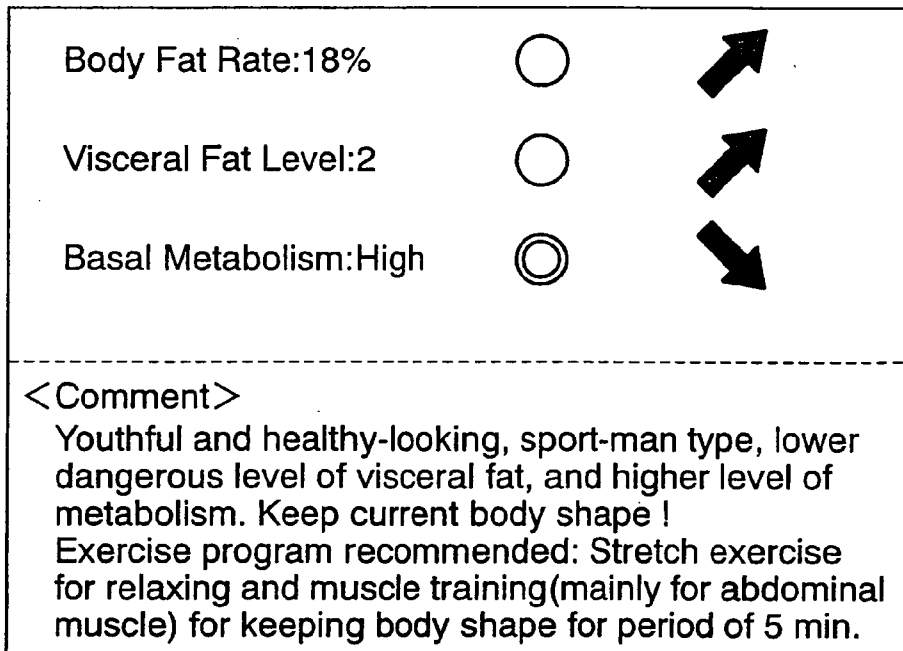 Body Fat Rate:18%
Visceral Fat Level:2
Basal Metabolism:High
<Comment>
Youthful and healthy-looking, sport-man type, lower
dangerous level of visceral fat, and higher level of
metabolism. Keep current body shape !
Exercise program recommended: Stretch exercise
for relaxing and muscle training(mainly for abdominal
muscle) for keeping body shape for period of 5 min.